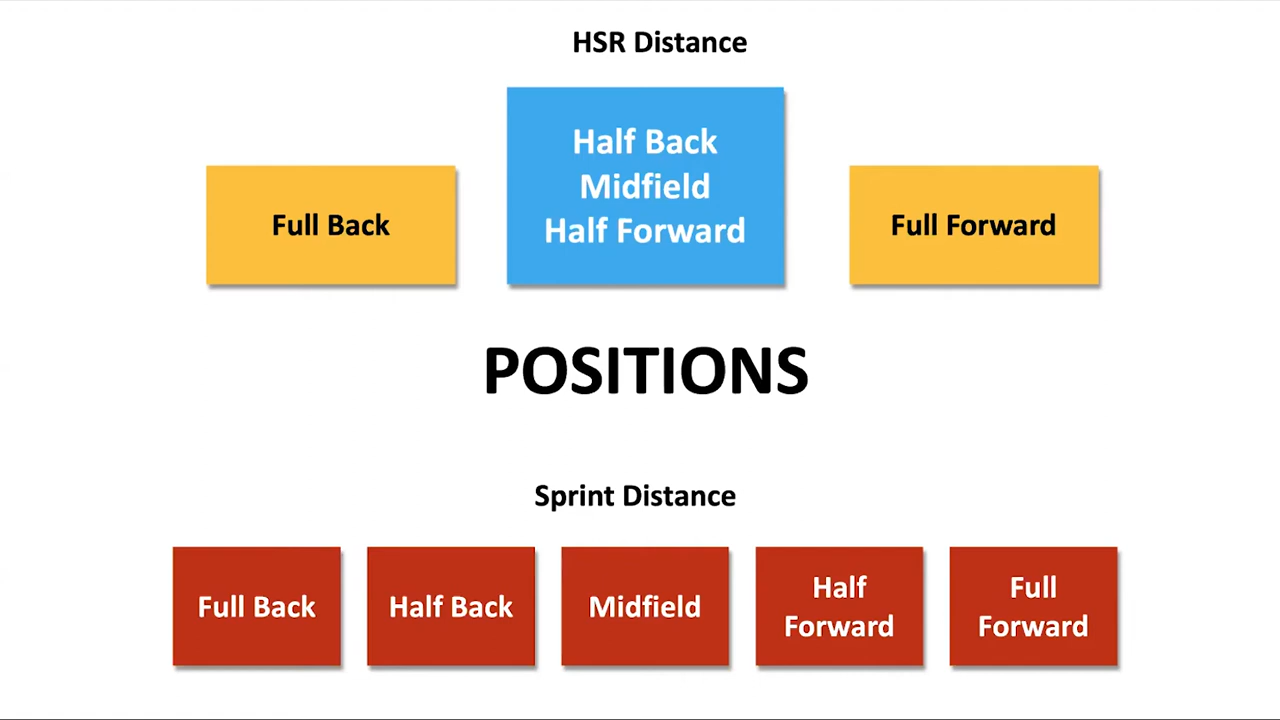 HSR Distance
Half Back
Midfield
Half Forward
Full Back
Full Forward
POSITIONS
Sprint Distance
Full Back
Half Back
Midfield
Half
Forward
Full
Forward